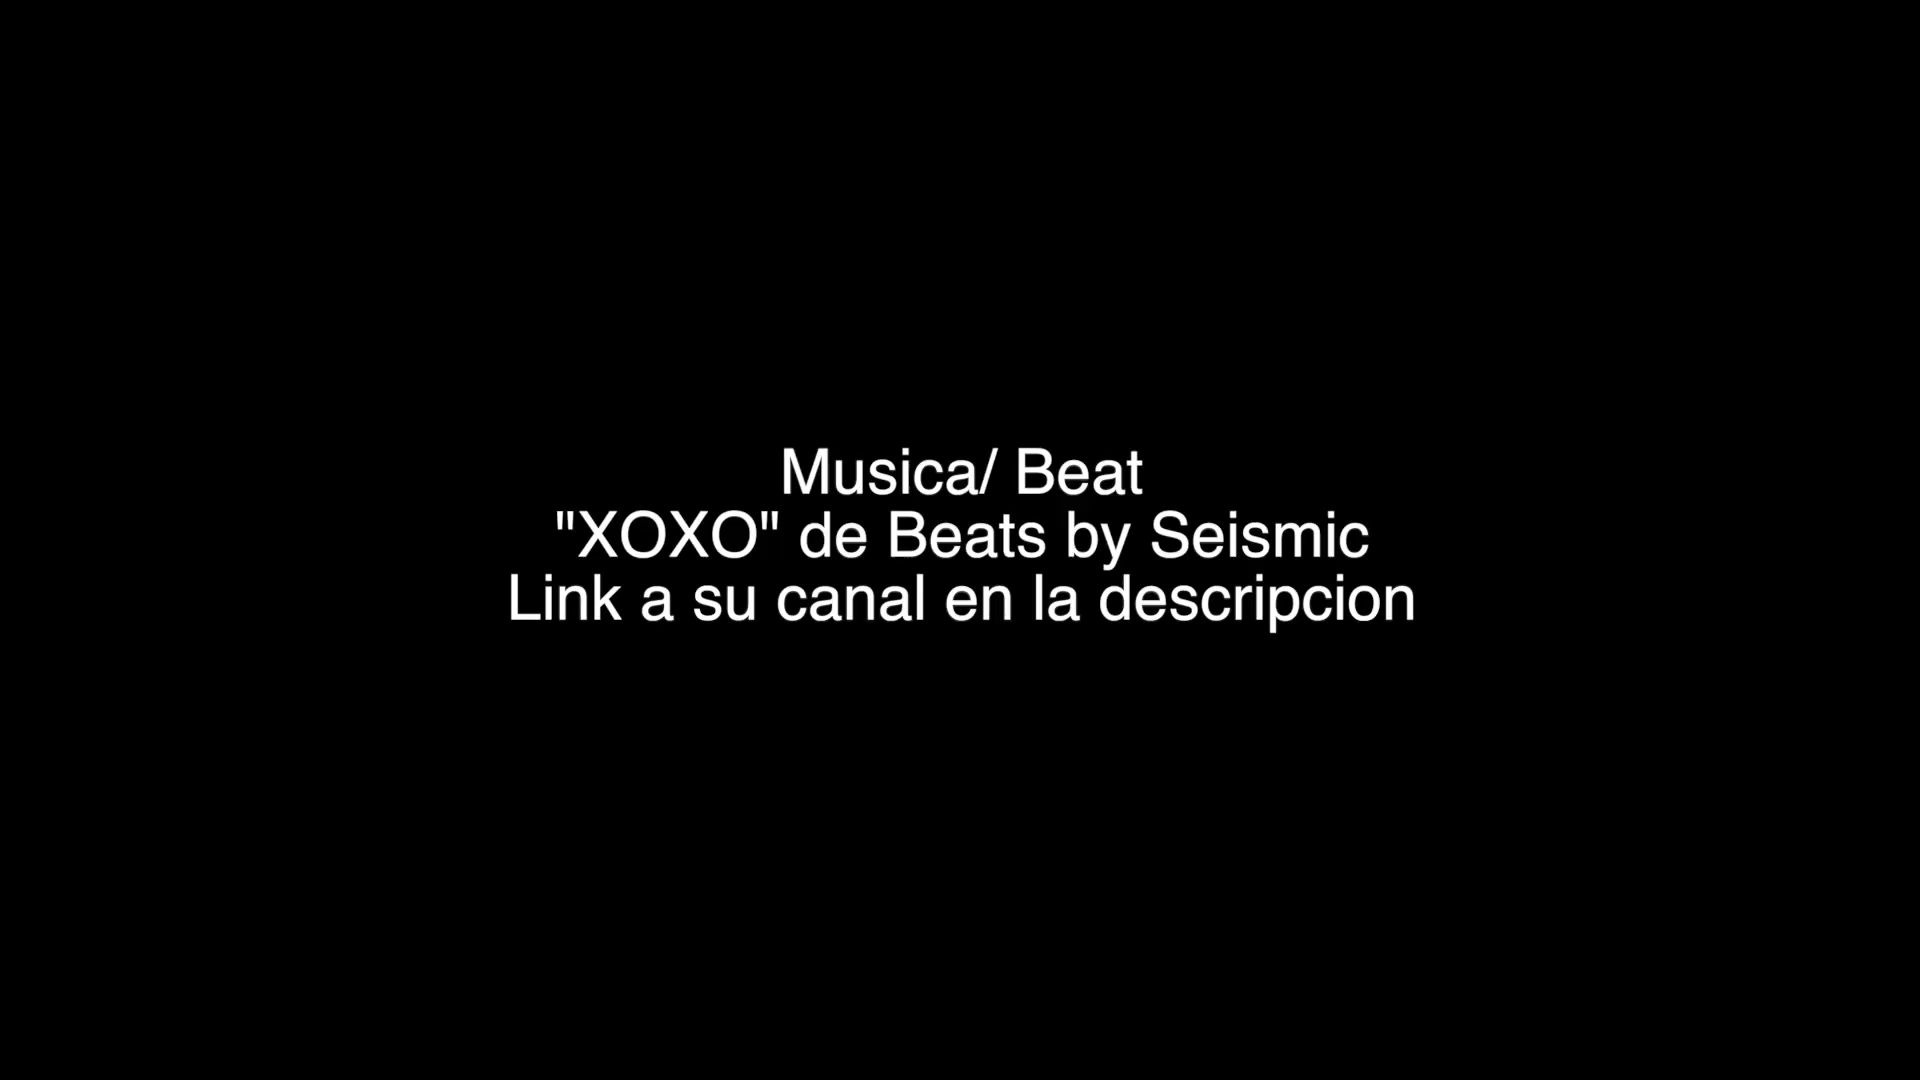 Musica/ Beat
"XOXO" de Beats by Seismic
Link a su canal en la descripcion